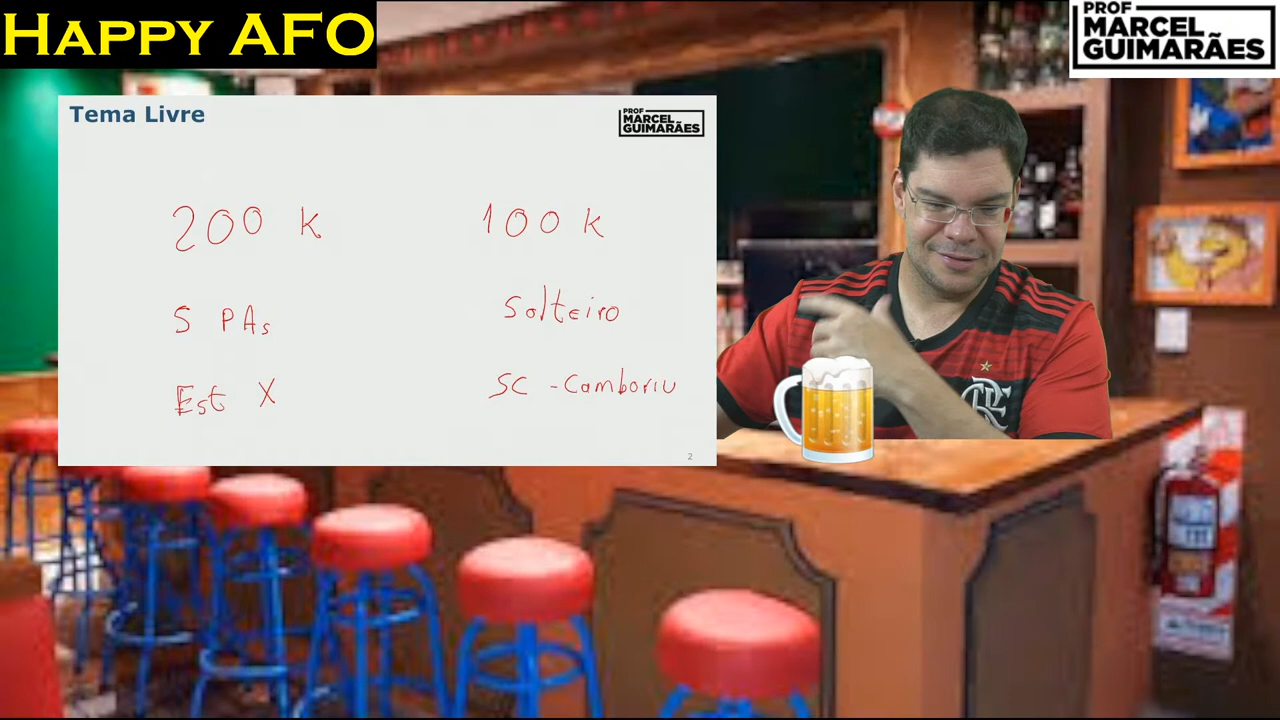 HAPPY AFO
PROF
MARCEL
GUIMARÃES
Tema Livre
PROF
MARCEL
GUIMARÃES
200 K
100 K
5 PAs
Solteiro
Est X
SC - Camboriu
2